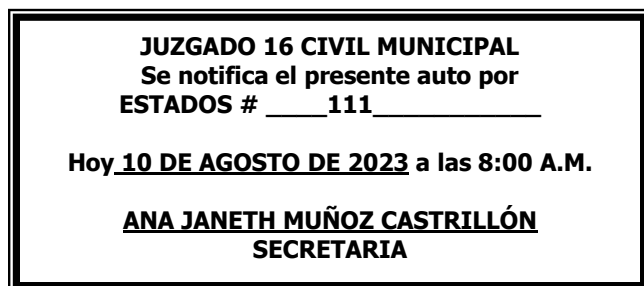 JUZGADO 16 CIVIL MUNICIPAL
Se notifica el presente auto por
ESTADOS # ____111___________
Hoy 10 DE AGOSTO DE 2023 a las 8:00 A.M.
ANA JANETH MUÑOZ CASTRILLÓN
SECRETARIA